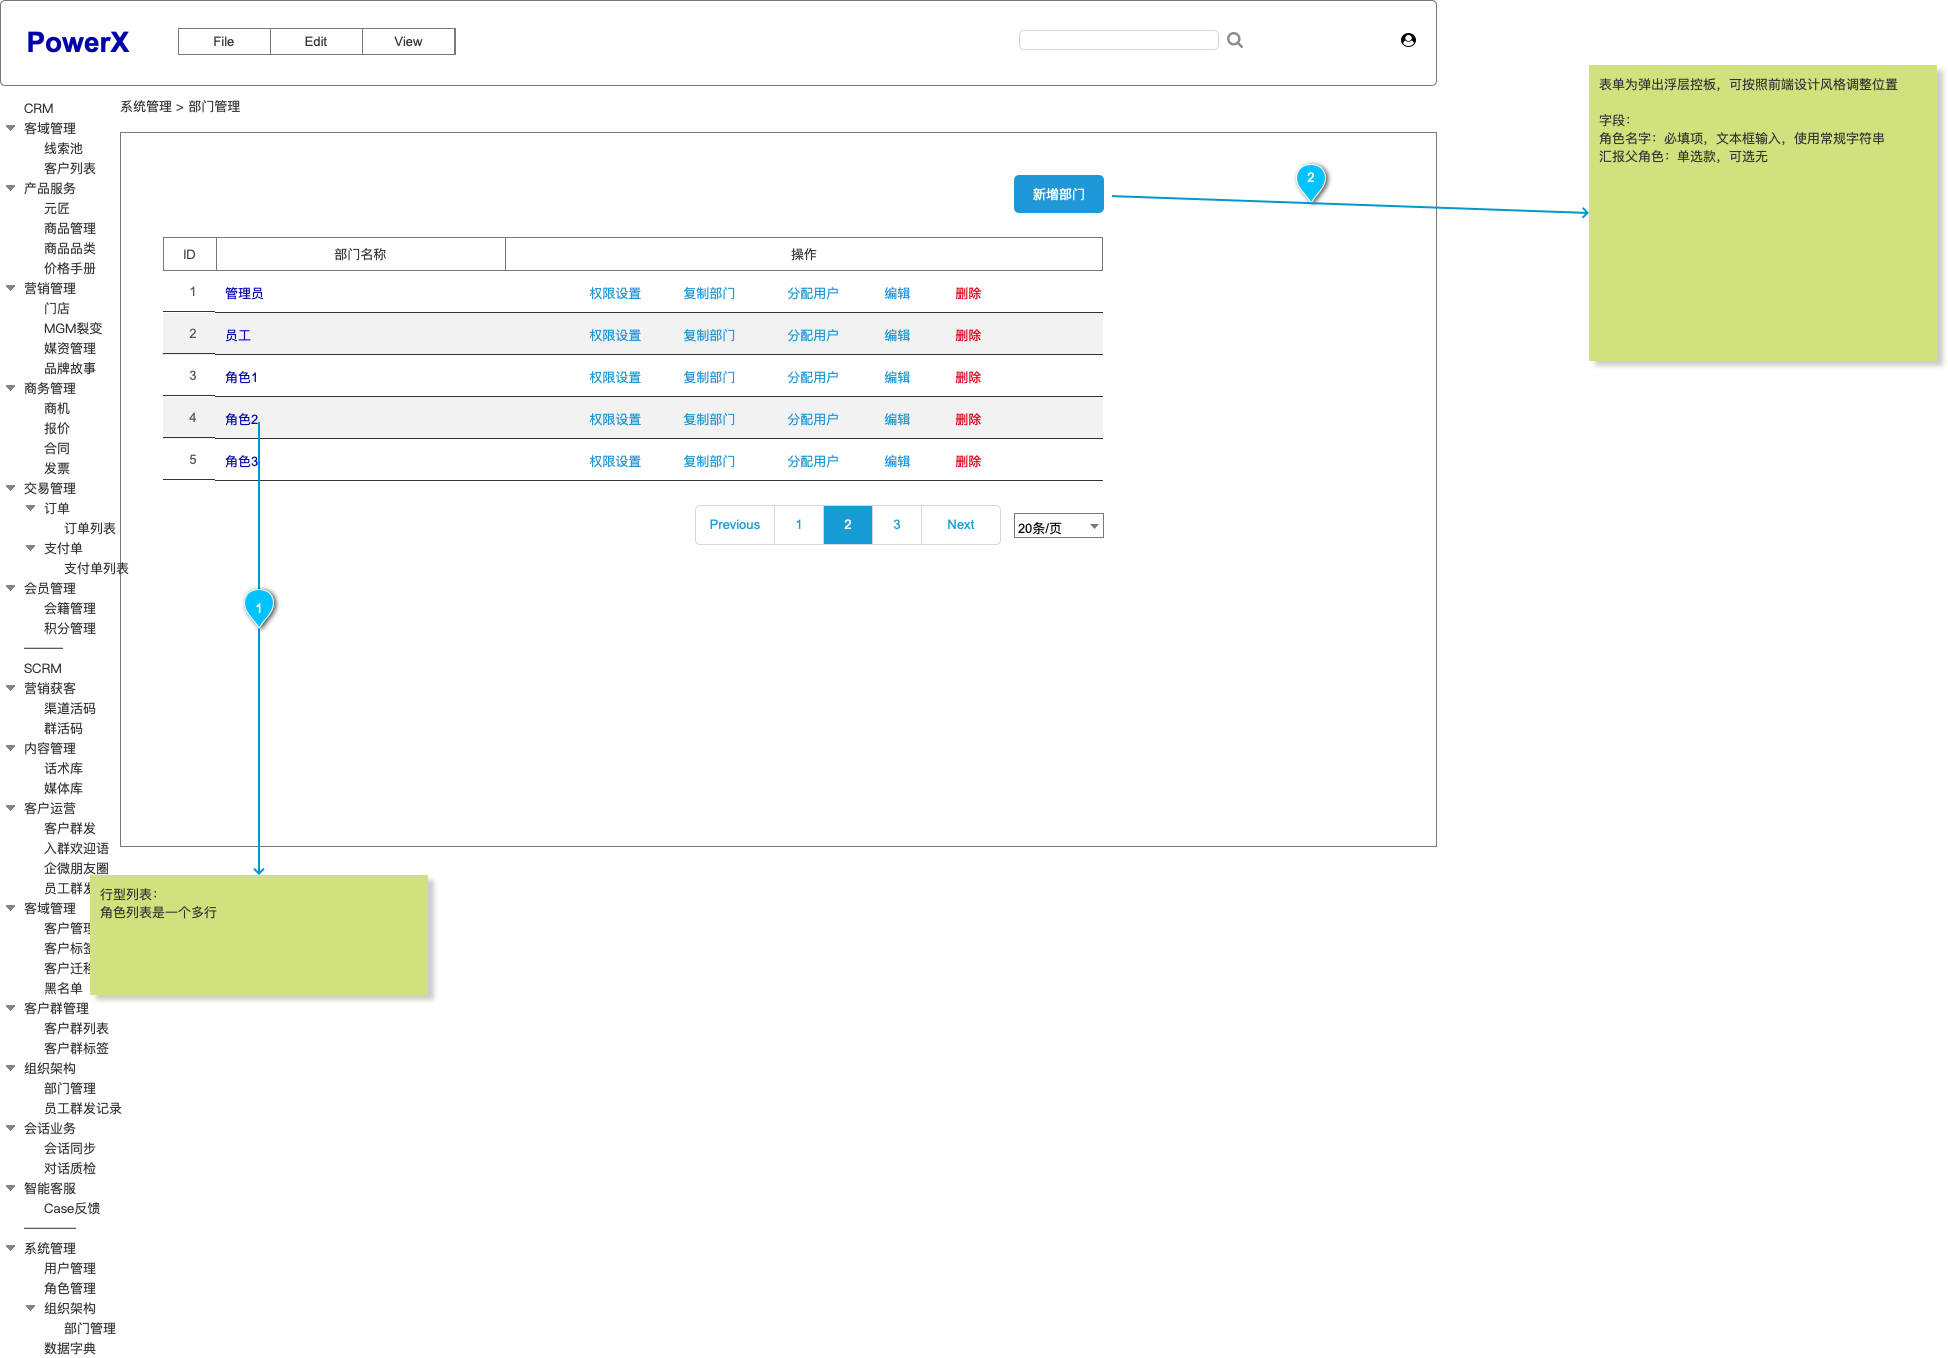 PowerX
File
Edit
View
表单为弹出浮层控板，可按照前端设计风格调整位置
字段：
角色名字：必填项，文本框输入，使用常规字符串
汇报父角色：单选款，可选无
系统管理 > 部门管理
CRM
客域管理
线索池
客户列表
产品服务
元匠
商品管理
商品品类
价格手册
营销管理
门店
MGM裂变
媒资管理
品牌故事
商务管理
商机
报价
合同
发票
交易管理
订单
订单列表
支付单
支付单列表
会员管理
会籍管理
积分管理
SCRM
营销获客
渠道活码
群活码
内容管理
话术库
媒体库
客户运营
客户群发
入群欢迎语
企微朋友圈
员工群发
客域管理
客户管理
客户标签
客户迁移
黑名单
客户群管理
客户群列表
客户群标签
组织架构
部门管理
员工群发记录
会话业务
会话同步
对话质检
智能客服
Case反馈
系统管理
用户管理
角色管理
组织架构
部门管理
数据字典
2
新增部门
ID 部门名称 操作
1 管理员 权限设置 复制部门 分配用户 编辑 删除
2 员工 权限设置 复制部门 分配用户 编辑 删除
3 角色1 权限设置 复制部门 分配用户 编辑 删除
4 角色2 权限设置 复制部门 分配用户 编辑 删除
5 角色3 权限设置 复制部门 分配用户 编辑 删除
Previous 1 2 3 Next 20条/页
1
行型列表：
角色列表是一个多行